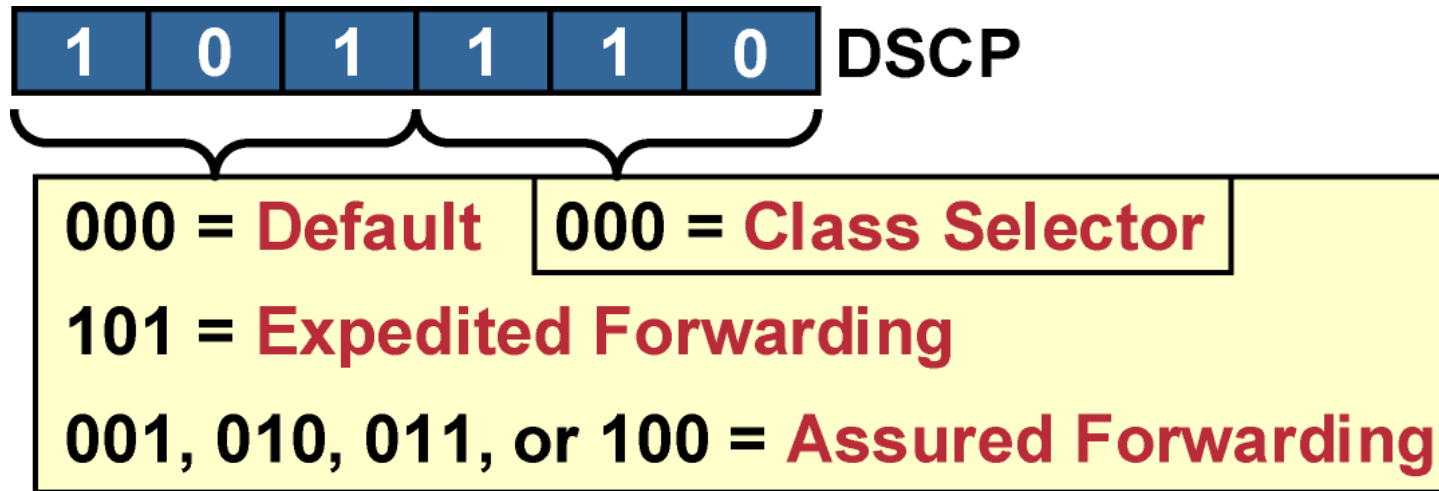 1 0 1 1 1 0 DSCP
000 = Default 000 = Class Selector
101 = Expedited Forwarding
001, 010, 011, or 100 = Assured Forwarding